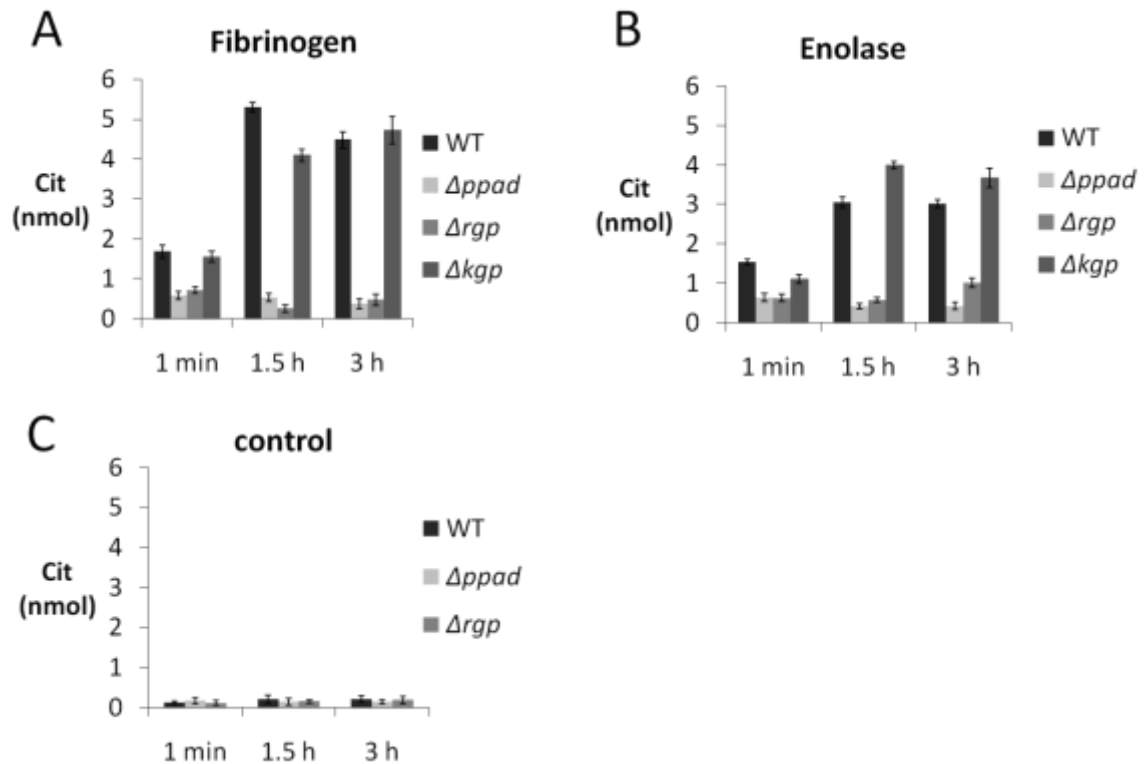 A
Fibrinogen
6
5
4
3
2
1
0
Cit
(nmol)
1 min 1.5 h 3 h
WT
Δppad
Δrgp
Δkgp
B
Enolase
6
5
4
3
2
1
0
Cit
(nmol)
1 min 1.5 h 3 h
WT
Δppad
Δrgp
Δkgp
C
control
6
5
4
3
2
1
0
Cit
(nmol)
1 min 1.5 h 3 h
WT
Δppad
Δrgp